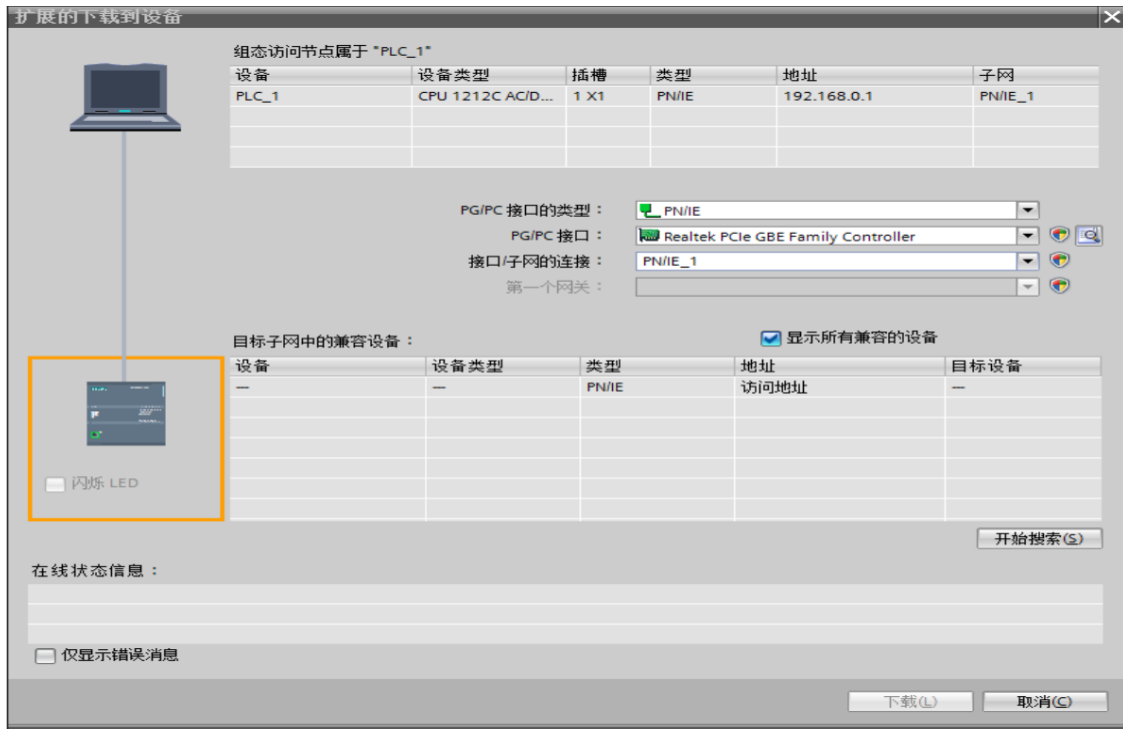 扩展的下载到设备
组态访问节点属于 "PLC_1"
设备 设备类型 插槽 类型 地址 子网
PLC_1 CPU 1212C AC/D... 1 X1 PN/IE 192.168.0.1 PN/IE_1
PG/PC 接口的类型： PN/IE
PG/PC 接口： Realtek PCIe GBE Family Controller
接口/子网的连接： PN/IE_1
第一个网关：
目标子网中的兼容设备： 显示所有兼容的设备
设备 设备类型 类型 地址 目标设备
— — PN/IE 访问地址 —
闪烁 LED
开始搜索(S)
在线状态信息：
仅显示错误消息
下载(L) 取消(C)